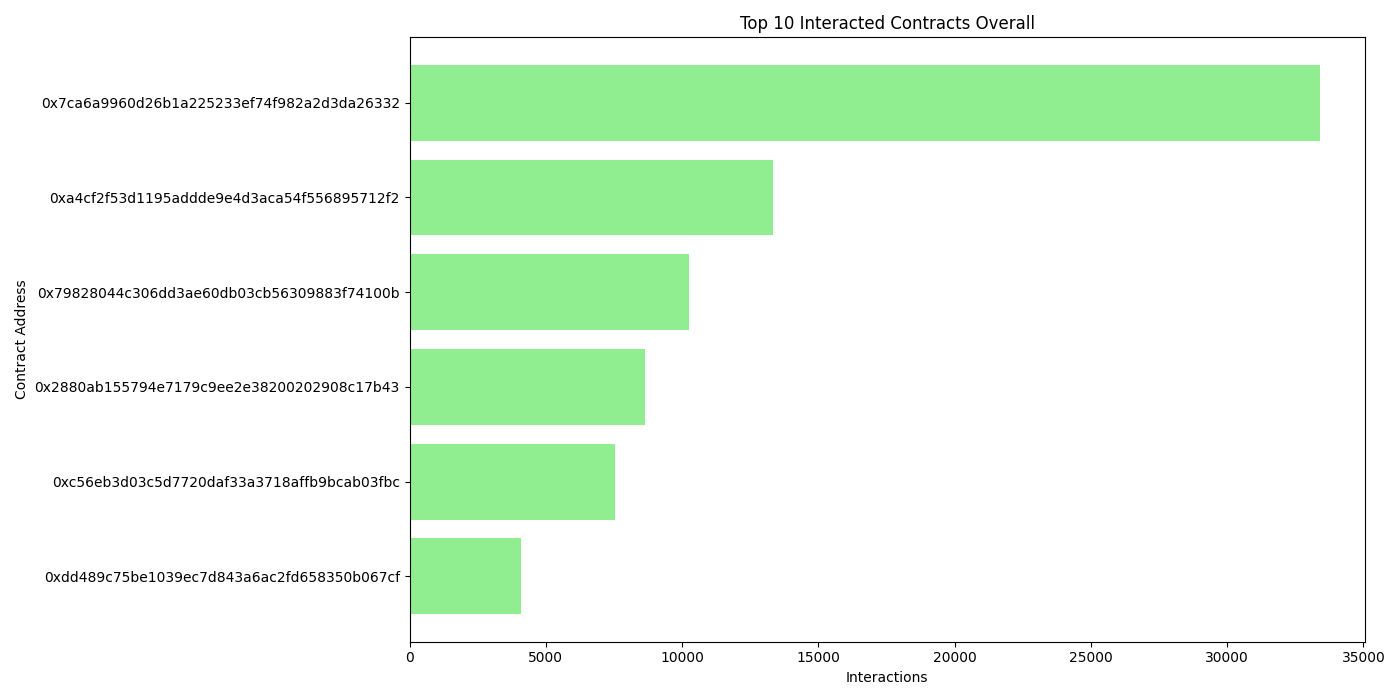 Top 10 Interacted Contracts Overall
Contract Address
0x7ca6a9960d26b1a225233ef74f982a2d3da26332
0xa4cf2f53d1195addde9e4d3aca54f556895712f2
0x79828044c306dd3ae60db03cb56309883f74100b
0x2880ab155794e7179c9ee2e38200202908c17b43
0xc56eb3d03c5d7720daf33a3718affb9bcab03fbc
0xdd489c75be1039ec7d843a6ac2fd658350b067cf
0 5000 10000 15000 20000 25000 30000 35000
Interactions